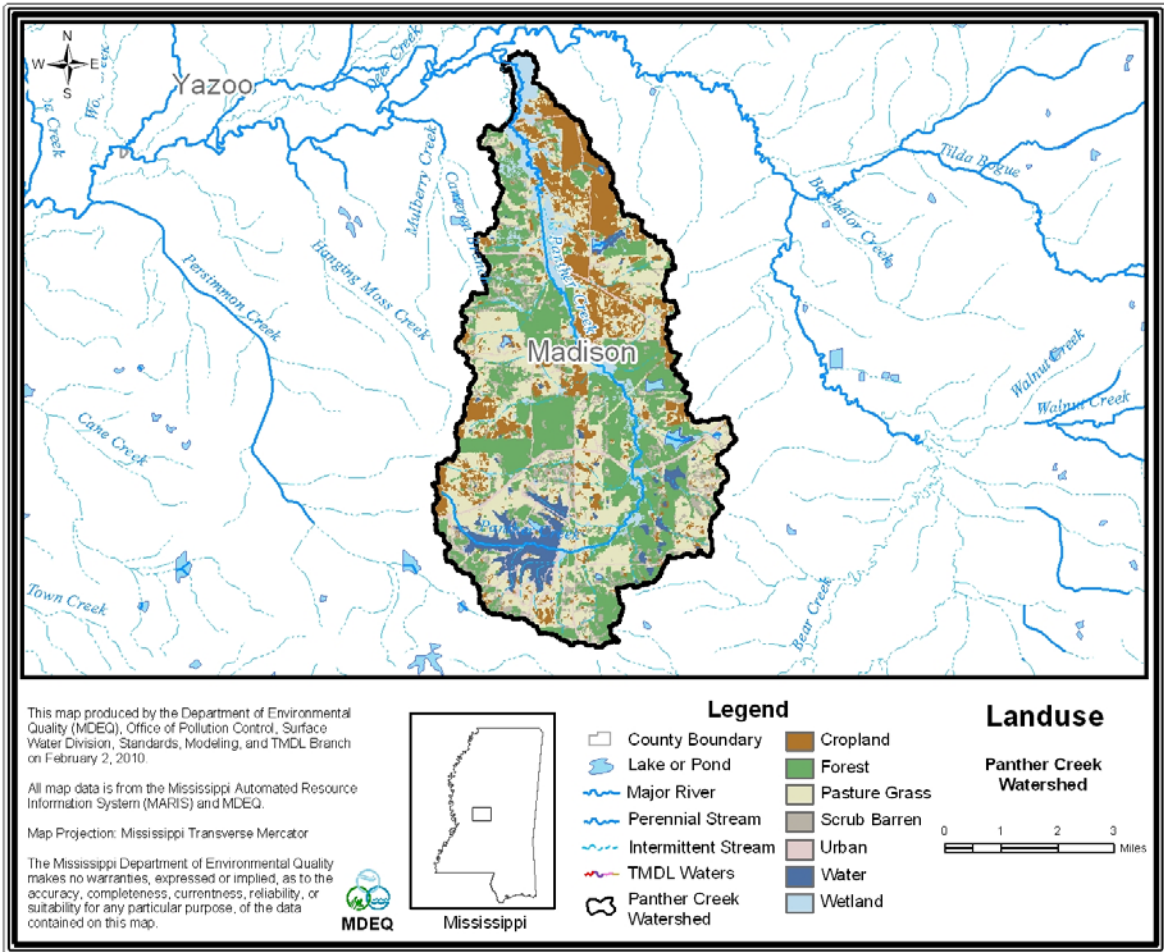 N
W E
S
Yazoo
Deer Creek
Mulberry Creek
Tilda Bogue
Bachelor Creek
Hanging Moss Creek
Persimmon Creek
Panther Creek
Madison
Walnut Creek
Walnut Creek
Cane Creek
Town Creek
Bear Creek
This map produced by the Department of Environmental
Quality (MDEQ), Office of Pollution Control, Surface
Water Division, Standards, Modeling, and TMDL Branch
on February 2, 2010.
All map data is from the Mississippi Automated Resource
Information System (MARIS) and MDEQ.
Map Projection: Mississippi Transverse Mercator
The Mississippi Department of Environmental Quality
makes no warranties, expressed or implied, as to the
accuracy, completeness, currentness, reliability, or
suitability for any particular purpose, of the data
contained on this map.
MDEQ
Mississippi
Legend
County Boundary
Lake or Pond
Major River
Perennial Stream
Intermittent Stream
TMDL Waters
Panther Creek
Watershed
Cropland
Forest
Pasture Grass
Scrub Barren
Urban
Water
Wetland
Landuse
Panther Creek
Watershed
0 1 2 3
Miles